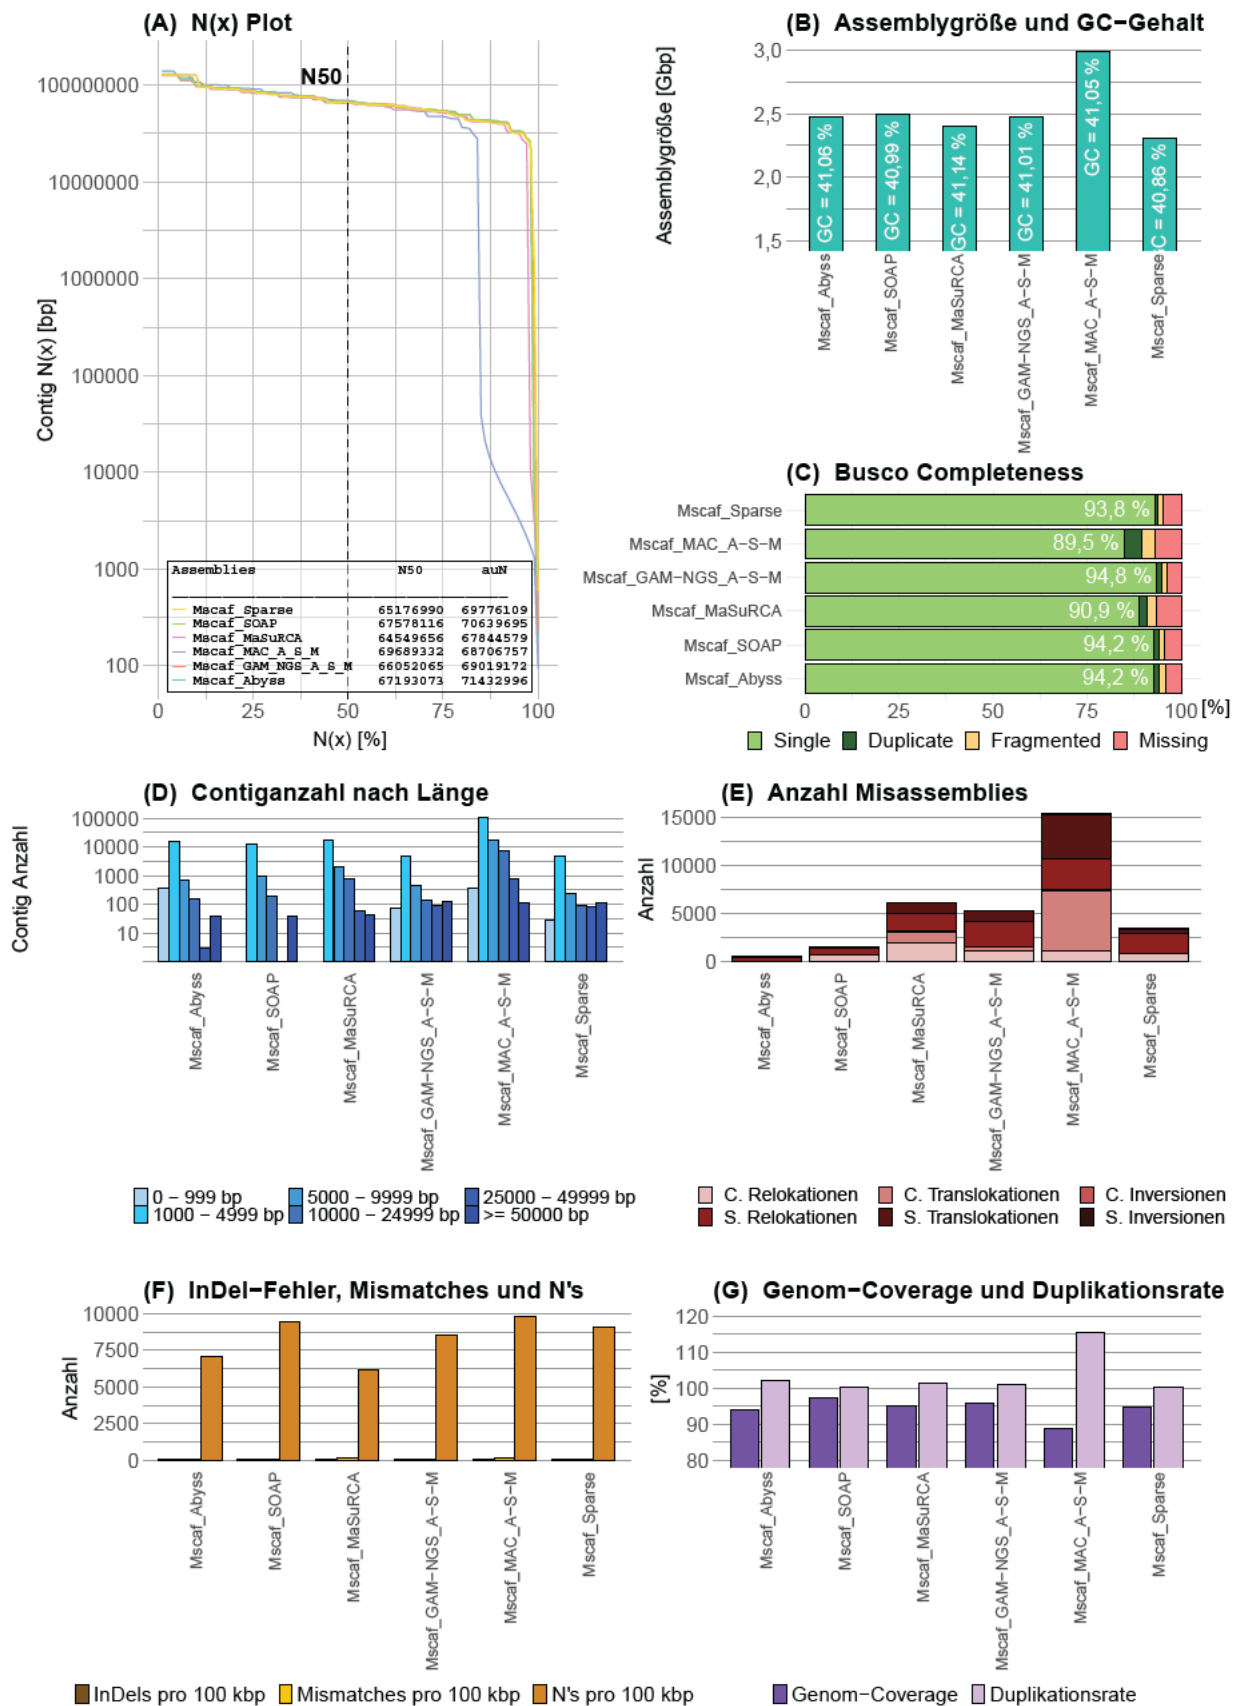 (A) N(x) Plot
Contig N(x) [bp]
100000000
10000000
1000000
100000
10000
1000
100
N50
Assemblies N50 auN
Mscaf_Sparse 65176990 69776109
Mscaf_SOAP 67578116 70639695
Mscaf_MaSuRCA 64549656 67844579
Mscaf_MAC_A_S_M 69689332 68706757
Mscaf_GAM_NGS_A_S_M 66052065 69019172
Mscaf_Abyss 67193073 71432996
0 25 50 75 100
N(x) [%]
(B) Assemblygröße und GC-Gehalt
Assemblygröße [Gbp]
3,0
2,5
2,0
1,5
GC = 41,06 %
GC = 40,99 %
GC = 41,14 %
GC = 41,01 %
GC = 41,05 %
GC = 40,86 %
Mscaf_Abyss
Mscaf_SOAP
Mscaf_MaSuRCA
Mscaf_GAM-NGS_A-S-M
Mscaf_MAC_A-S-M
Mscaf_Sparse
(C) Busco Completeness
Mscaf_Sparse 93,8 %
Mscaf_MAC_A-S-M 89,5 %
Mscaf_GAM-NGS_A-S-M 94,8 %
Mscaf_MaSuRCA 90,9 %
Mscaf_SOAP 94,2 %
Mscaf_Abyss 94,2 %
0 25 50 75 100 [%]
Single Duplicate Fragmented Missing
(D) Contiganzahl nach Länge
Contig Anzahl
100000
10000
1000
100
10
Mscaf_Abyss
Mscaf_SOAP
Mscaf_MaSuRCA
Mscaf_GAM-NGS_A-S-M
Mscaf_MAC_A-S-M
Mscaf_Sparse
0 - 999 bp 5000 - 9999 bp 25000 - 49999 bp
1000 - 4999 bp 10000 - 24999 bp >= 50000 bp
(E) Anzahl Misassemblies
Anzahl
15000
10000
5000
0
Mscaf_Abyss
Mscaf_SOAP
Mscaf_MaSuRCA
Mscaf_GAM-NGS_A-S-M
Mscaf_MAC_A-S-M
Mscaf_Sparse
C. Relokationen C. Translokationen C. Inversionen
S. Relokationen S. Translokationen S. Inversionen
(F) InDel-Fehler, Mismatches und N's
Anzahl
10000
7500
5000
2500
0
Mscaf_Abyss
Mscaf_SOAP
Mscaf_MaSuRCA
Mscaf_GAM-NGS_A-S-M
Mscaf_MAC_A-S-M
Mscaf_Sparse
InDels pro 100 kbp Mismatches pro 100 kbp N's pro 100 kbp
(G) Genom-Coverage und Duplikationsrate
[%]
120
110
100
90
80
Mscaf_Abyss
Mscaf_SOAP
Mscaf_MaSuRCA
Mscaf_GAM-NGS_A-S-M
Mscaf_MAC_A-S-M
Mscaf_Sparse
Genom-Coverage Duplikationsrate